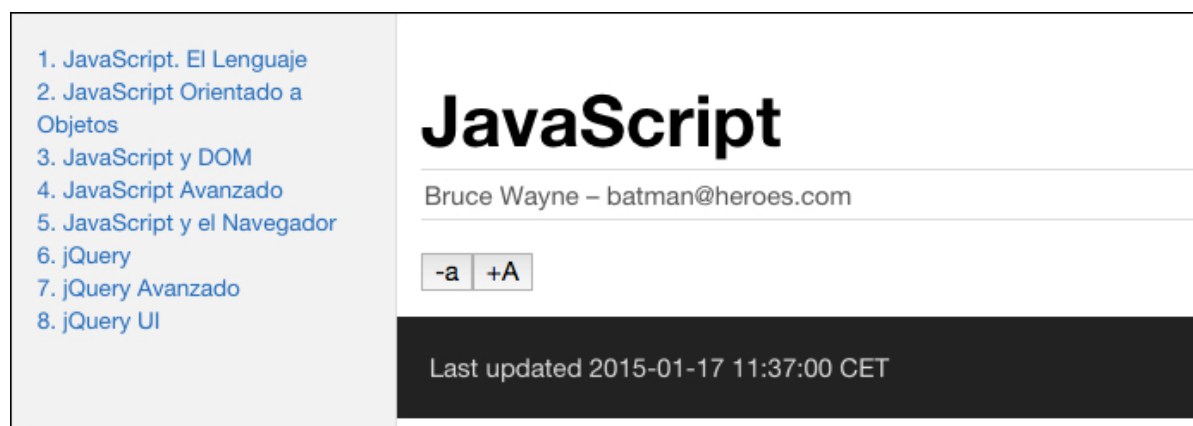 1. JavaScript. El Lenguaje
2. JavaScript Orientado a
Objetos
3. JavaScript y DOM
4. JavaScript Avanzado
5. JavaScript y el Navegador
6. jQuery
7. jQuery Avanzado
8. jQuery UI
JavaScript
Bruce Wayne – batman@heroes.com
-a +A
Last updated 2015-01-17 11:37:00 CET